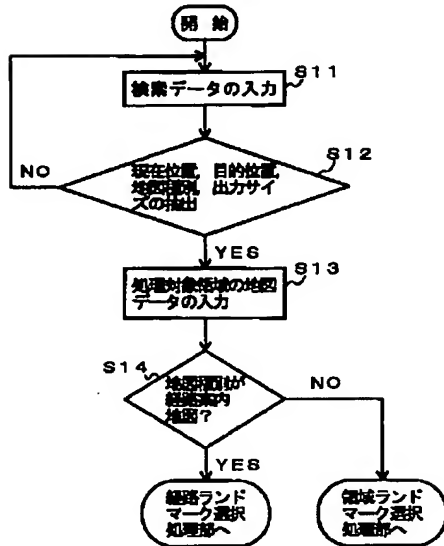 開 始
S11
検索データの入力
S12
現在位置, 目的位置,
地図種別, 出力サイ
ズの抽出
NO
YES
S13
処理対象領域の地図
データの入力
S14
地図種別が
経路案内
地図?
NO
YES
経路ランド
マーク選択
処理部へ
領域ランド
マーク選択
処理部へ